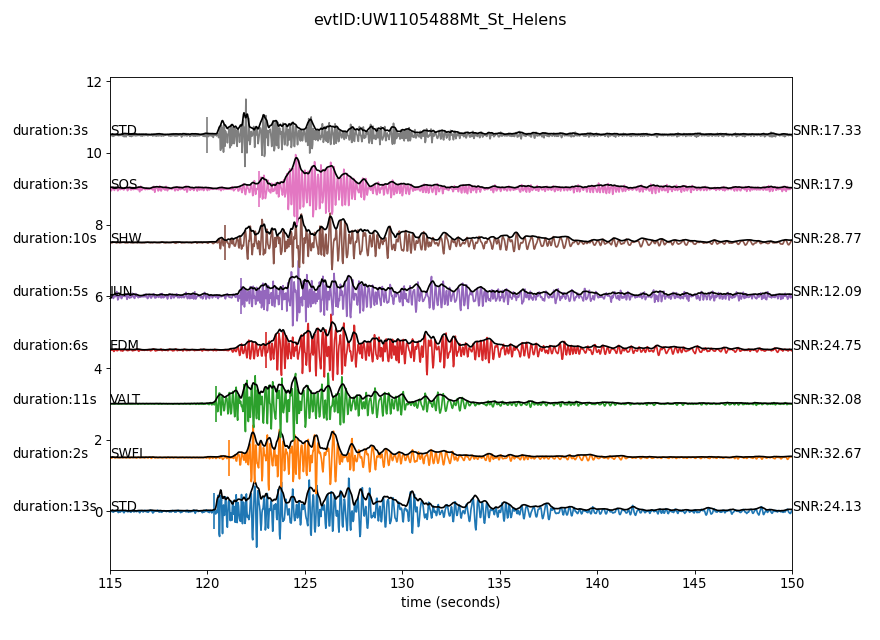 evtID:UW1105488Mt_St_Helens
12
duration:3s STD SNR:17.33
10
duration:3s SOS SNR:17.9
8
duration:10s SHW SNR:28.77
duration:5s JUN SNR:12.09
6
duration:6s EDM SNR:24.75
4
duration:11s VALT SNR:32.08
2
duration:2s SWFL SNR:32.67
duration:13s STD SNR:24.13
0
115 120 125 130 135 140 145 150
time (seconds)